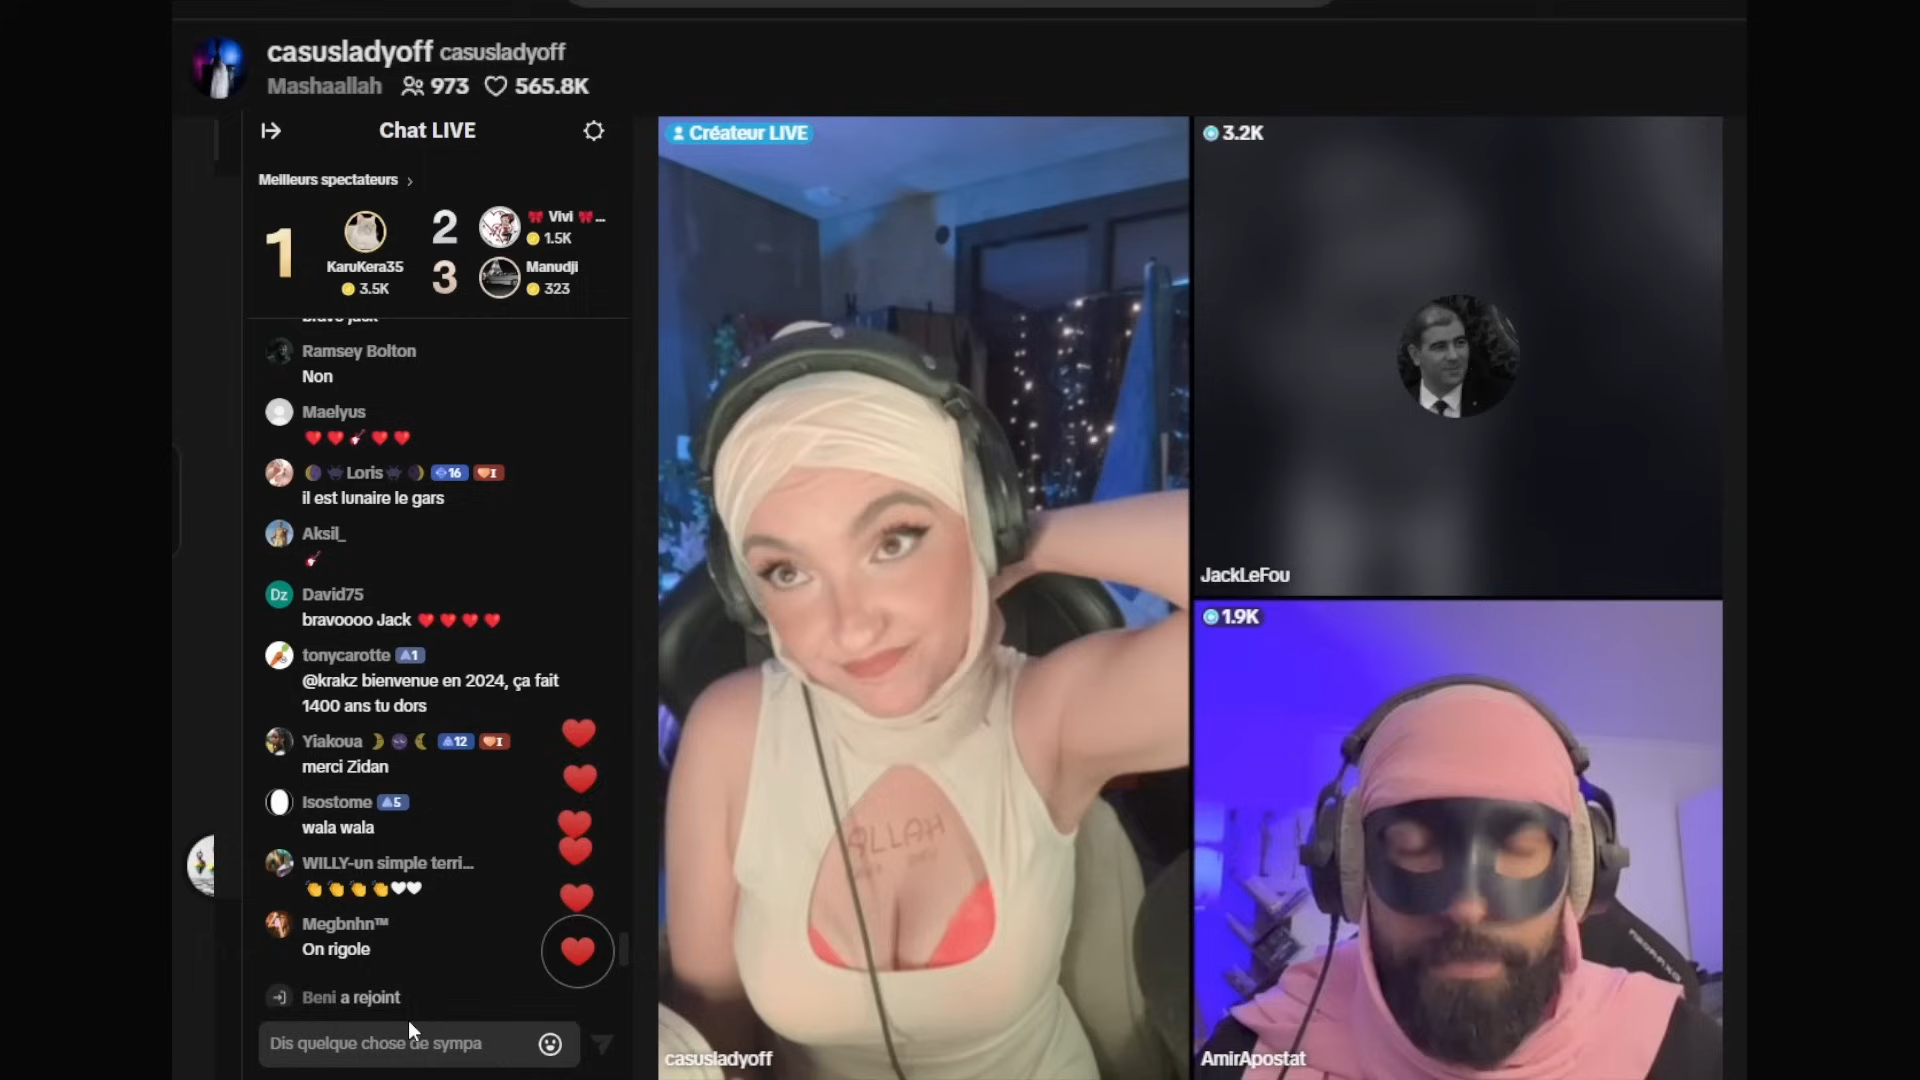 casusladyoff casusladyoff
Mashaallah 973 565.8K
Chat LIVE
Meilleurs spectateurs >
1
KaruKera35
3.5K
2
Vivi ...
1.5K
3
Manudji
323
Ramsey Bolton
Non
Maelyus
❤️❤️🎸❤️❤️
Loris 16 I
il est lunaire le gars
Aksil_
🎸
Dz David75
bravoooo Jack ❤️❤️❤️❤️
tonycarotte 1
@krakz bienvenue en 2024, ça fait
1400 ans tu dors
Yiakoua 12 I
merci Zidan
Isostome 5
wala wala
WILLY-un simple terri...
👏👏👏👏🤍🤍
Megbnhn™
On rigole
Beni a rejoint
Dis quelque chose de sympa
Créateur LIVE
ALLAH
casusladyoff
3.2K
JackLeFou
1.9K
AmirApostat